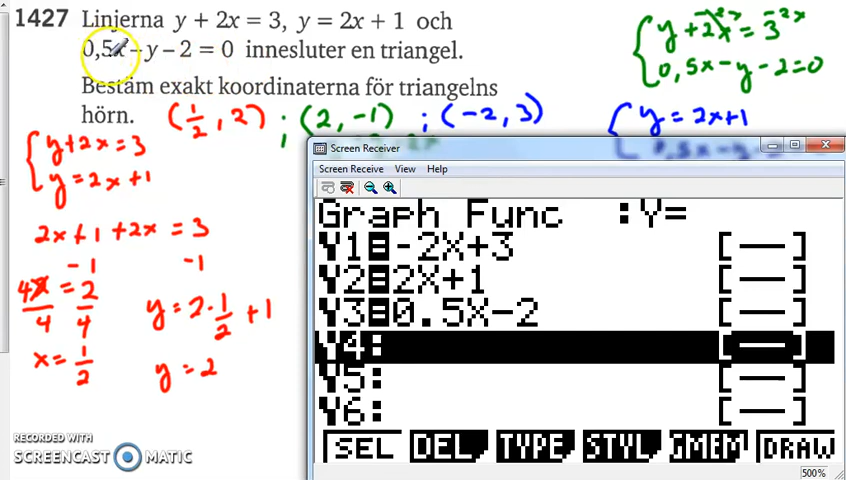 1427 Linjerna y + 2x = 3, y = 2x + 1 och
0,5x - y - 2 = 0 innesluter en triangel.
Bestäm exakt koordinaterna för triangelns
hörn. (1/2, 2) ; (2, -1) ; (-2, 3)
y + 2x = 3
y = 2x + 1
2x + 1 + 2x = 3
-1 -1
4x/4 = 2/4
x = 1/2
y = 2 · 1/2 + 1
y = 2
-2x -2x
y + 2x = 3
0,5x - y - 2 = 0
y = 2x + 1
Screen Receiver
Screen Receive View Help
Graph Func :Y=
Y1=-2X+3 [—]
Y2=2X+1 [—]
Y3=0.5X-2 [—]
Y4: [—]
Y5: [—]
Y6: [—]
SEL DEL TYPE STYL GMEM DRAW
500%
RECORDED WITH
SCREENCAST MATIC